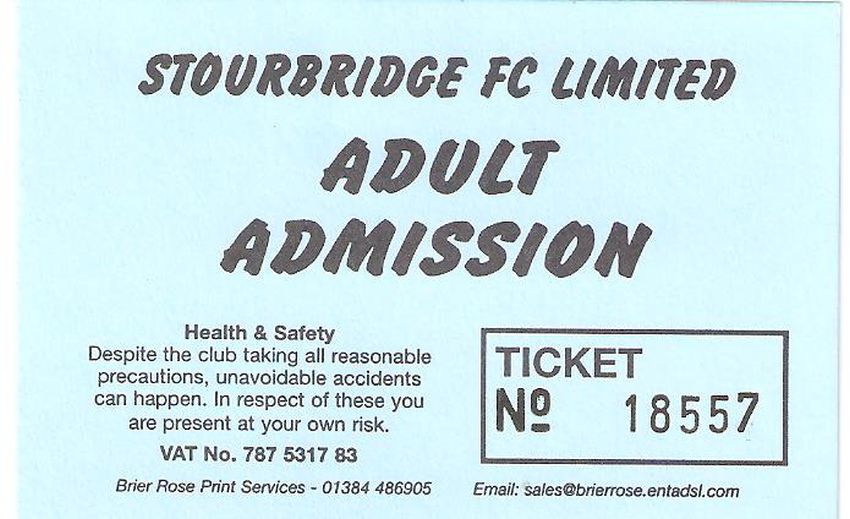 STOURBRIDGE FC LIMITED
ADULT
ADMISSION
Health & Safety
Despite the club taking all reasonable
precautions, unavoidable accidents
can happen. In respect of these you
are present at your own risk.
VAT No. 787 5317 83
TICKET
Nº 18557
Brier Rose Print Services - 01384 486905 Email: sales@brierrose.entadsl.com